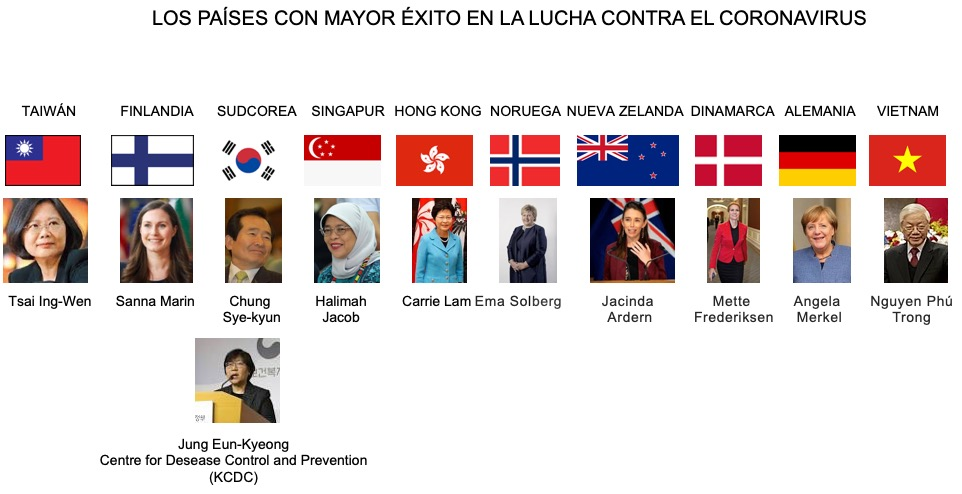 LOS PAÍSES CON MAYOR ÉXITO EN LA LUCHA CONTRA EL CORONAVIRUS
TAIWÁN FINLANDIA SUDCOREA SINGAPUR HONG KONG NORUEGA NUEVA ZELANDA DINAMARCA ALEMANIA VIETNAM
Tsai Ing-Wen Sanna Marin Chung Halimah Carrie Lam Ema Solberg Jacinda Mette Angela Nguyen Phú
Sye-kyun Jacob Ardern Frederiksen Merkel Trong
Jung Eun-Kyeong
Centre for Desease Control and Prevention
(KCDC)